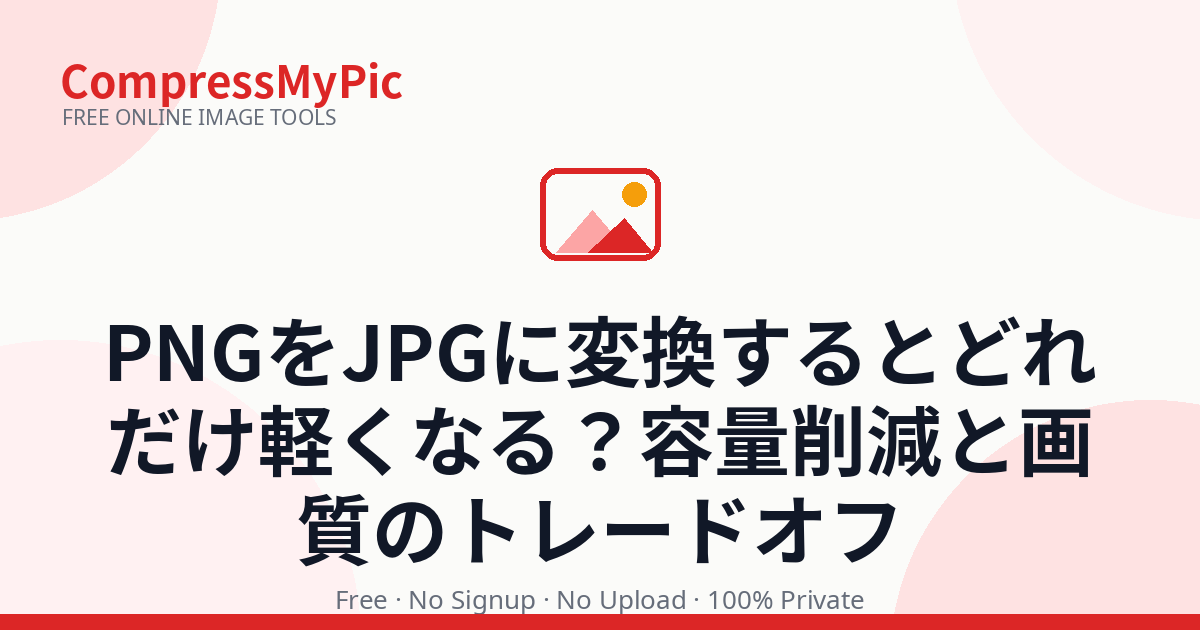 CompressMyPic
FREE ONLINE IMAGE TOOLS
PNGをJPGに変換するとどれ
だけ軽くなる？容量削減と画
質のトレードオフ
Free · No Signup · No Upload · 100% Private